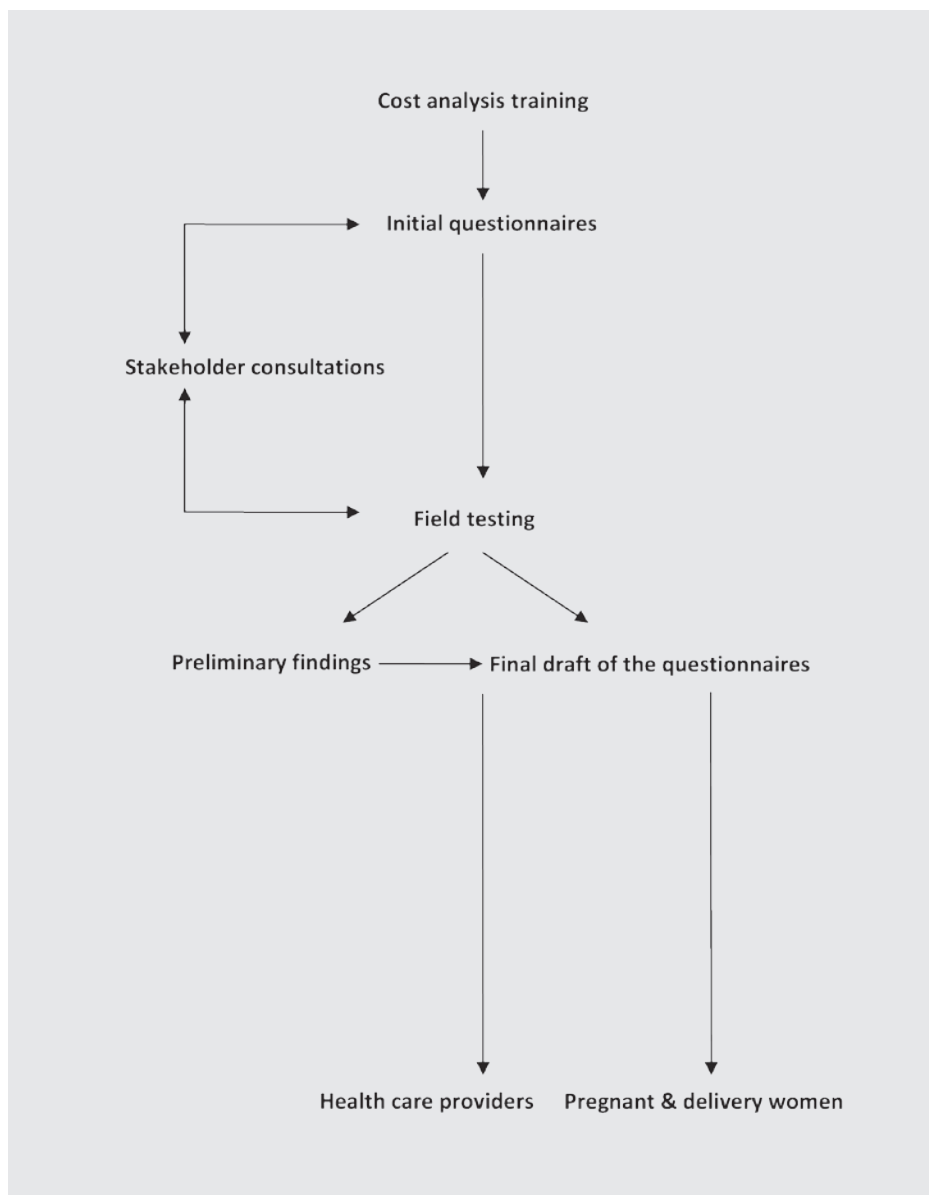 Cost analysis training
Initial questionnaires
Stakeholder consultations
Field testing
Preliminary findings
Final draft of the questionnaires
Health care providers
Pregnant & delivery women